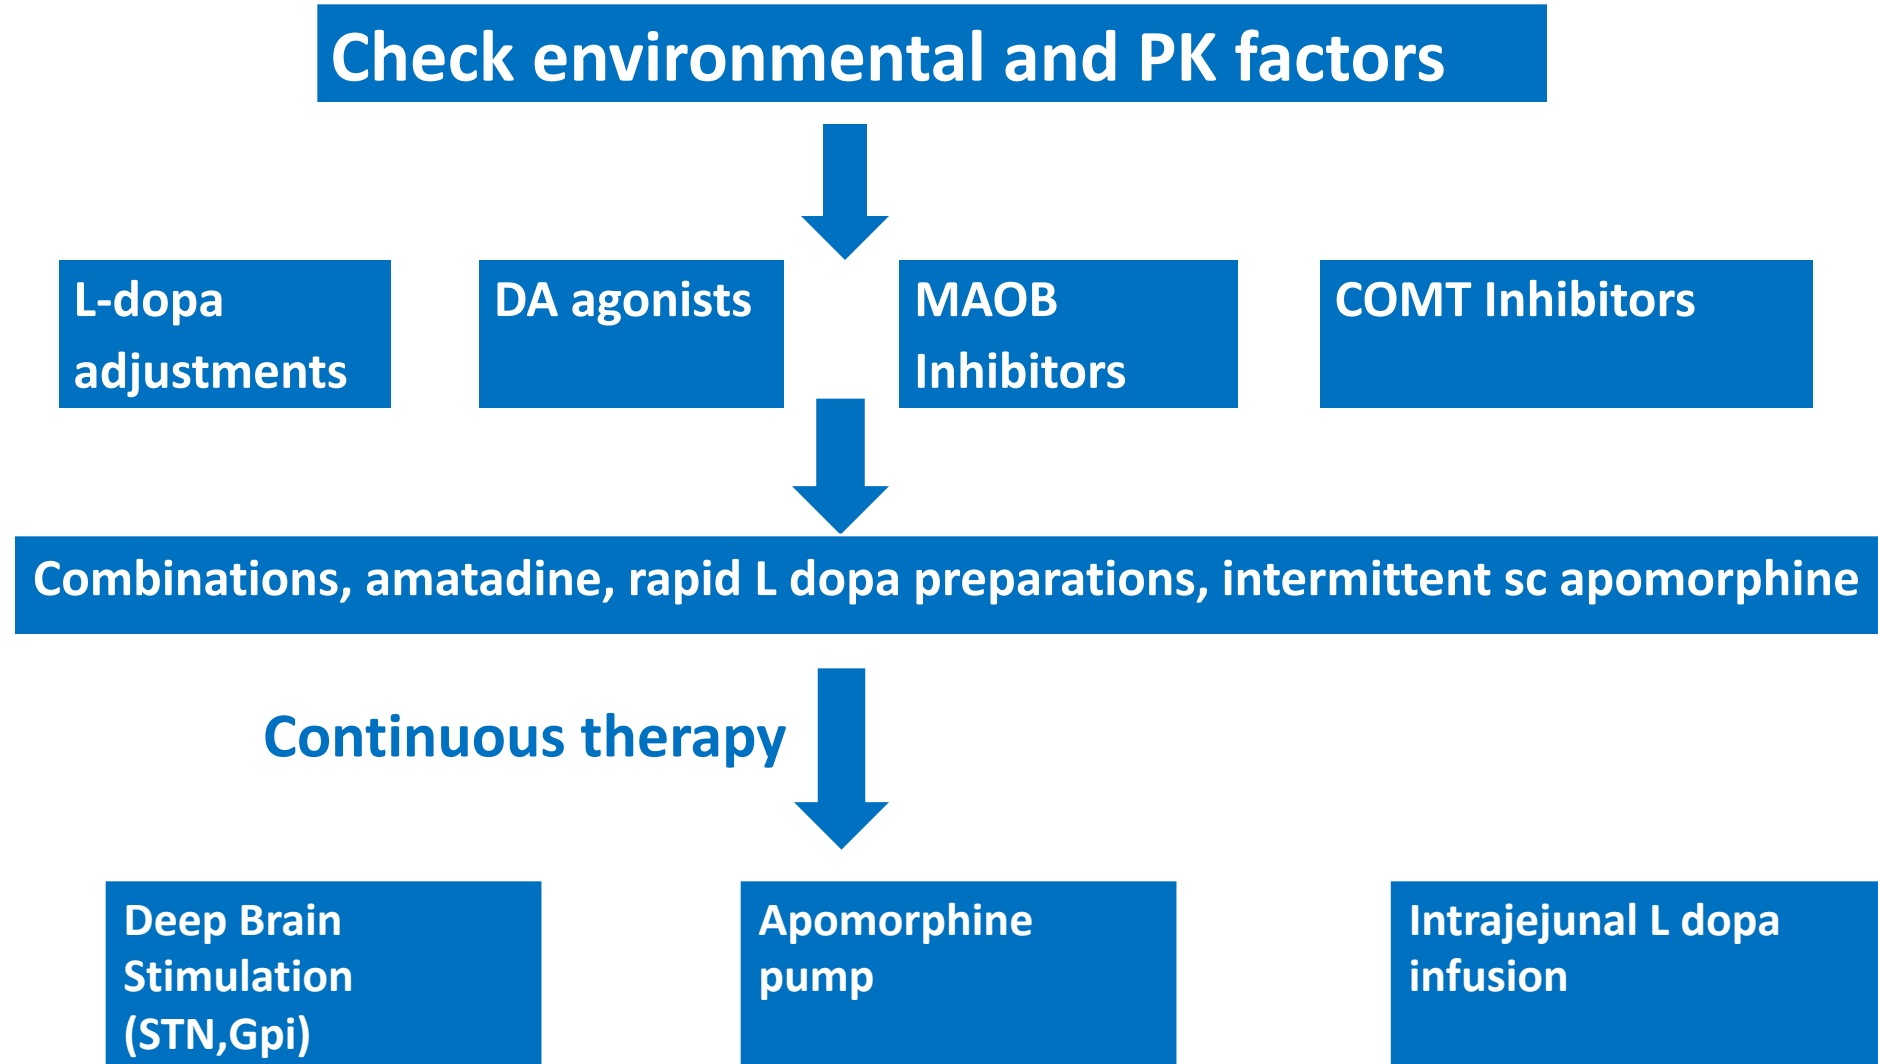 Check environmental and PK factors
L-dopa
adjustments
DA agonists
MAOB
Inhibitors
COMT Inhibitors
Combinations, amatadine, rapid L dopa preparations, intermittent sc apomorphine
Continuous therapy
Deep Brain
Stimulation
(STN,Gpi)
Apomorphine
pump
Intrajejunal L dopa
infusion